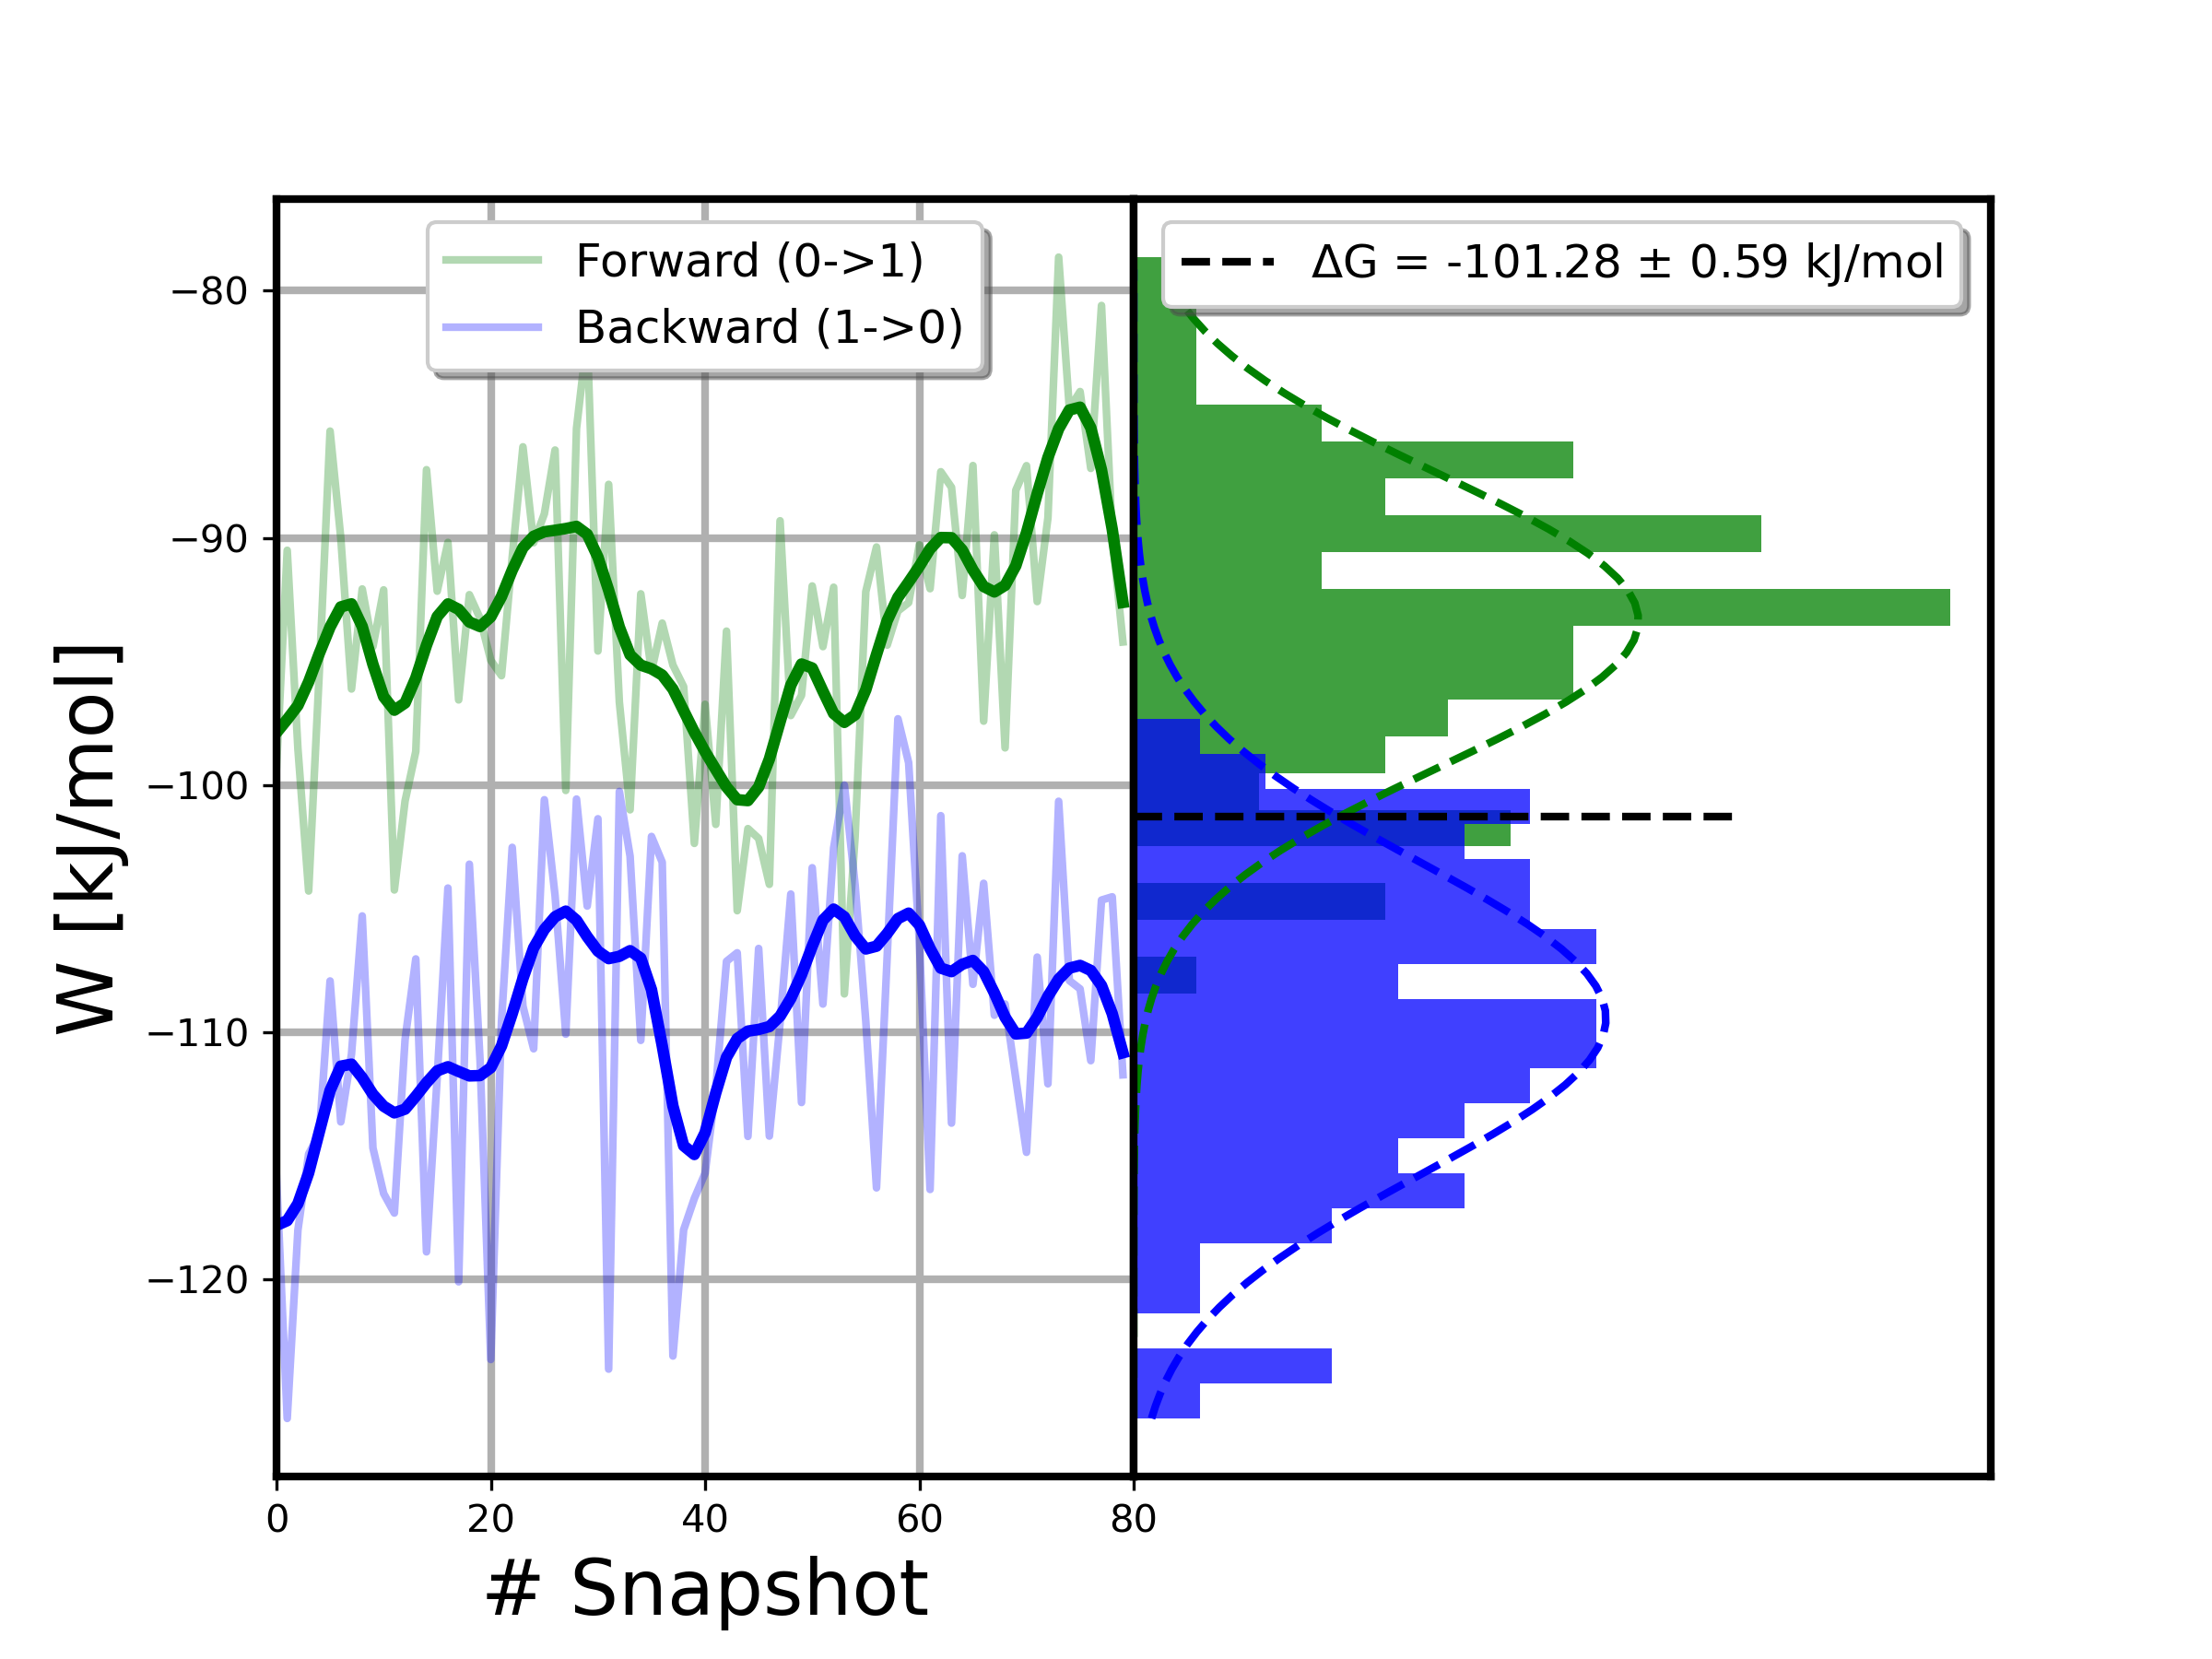 Forward (0->1)
Backward (1->0)
ΔG = -101.28 ± 0.59 kJ/mol
W [kJ/mol]
−80
−90
−100
−110
−120
0 20 40 60 80
# Snapshot